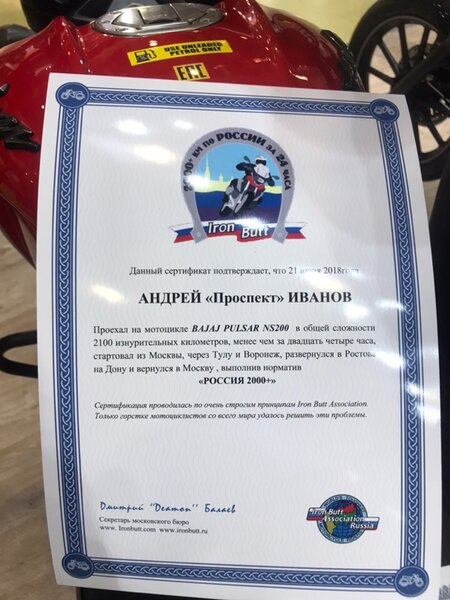 USE UNLEADED
PETROL ONLY
ECE
2000+ КМ ПО РОССИИ ЗА 24 ЧАСА
Iron Butt
Данный сертификат подтверждает, что 21 июня 2018года
АНДРЕЙ «Проспект» ИВАНОВ
Проехал на мотоцикле BAJAJ PULSAR NS200 в общей сложности
2100 изнурительных километров, менее чем за двадцать четыре часа,
стартовал из Москвы, через Тулу и Воронеж, развернулся в Ростове
на Дону и вернулся в Москву , выполнив норматив
«РОССИЯ 2000+»
Сертификация проводилась по очень строгим принципам Iron Butt Association.
Только горстке мотоциклистов со всего мира удалось решить эти проблемы.
Дмитрий "Deamon" Балаев
Секретарь московского бюро
www. Ironbutt.com www.ironbutt.ru
Iron Butt
Association
Russia